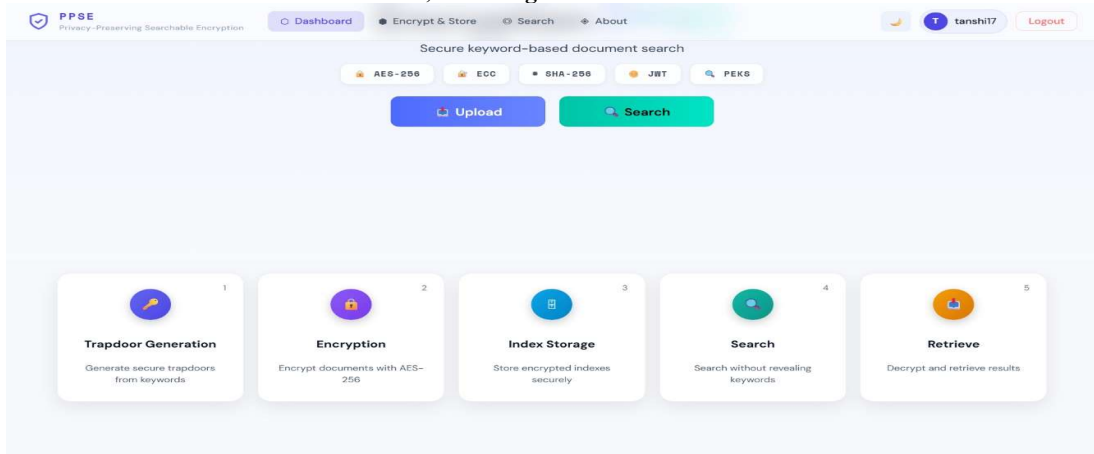 PPSE
Privacy-Preserving Searchable Encryption
Dashboard
Encrypt & Store
Search
About
T
tanshi17
Logout
Secure keyword-based document search
AES-256
ECC
SHA-256
JWT
PEKS
Upload
Search
1
Trapdoor Generation
Generate secure trapdoors
from keywords
2
Encryption
Encrypt documents with AES-
256
3
Index Storage
Store encrypted indexes
securely
4
Search
Search without revealing
keywords
5
Retrieve
Decrypt and retrieve results